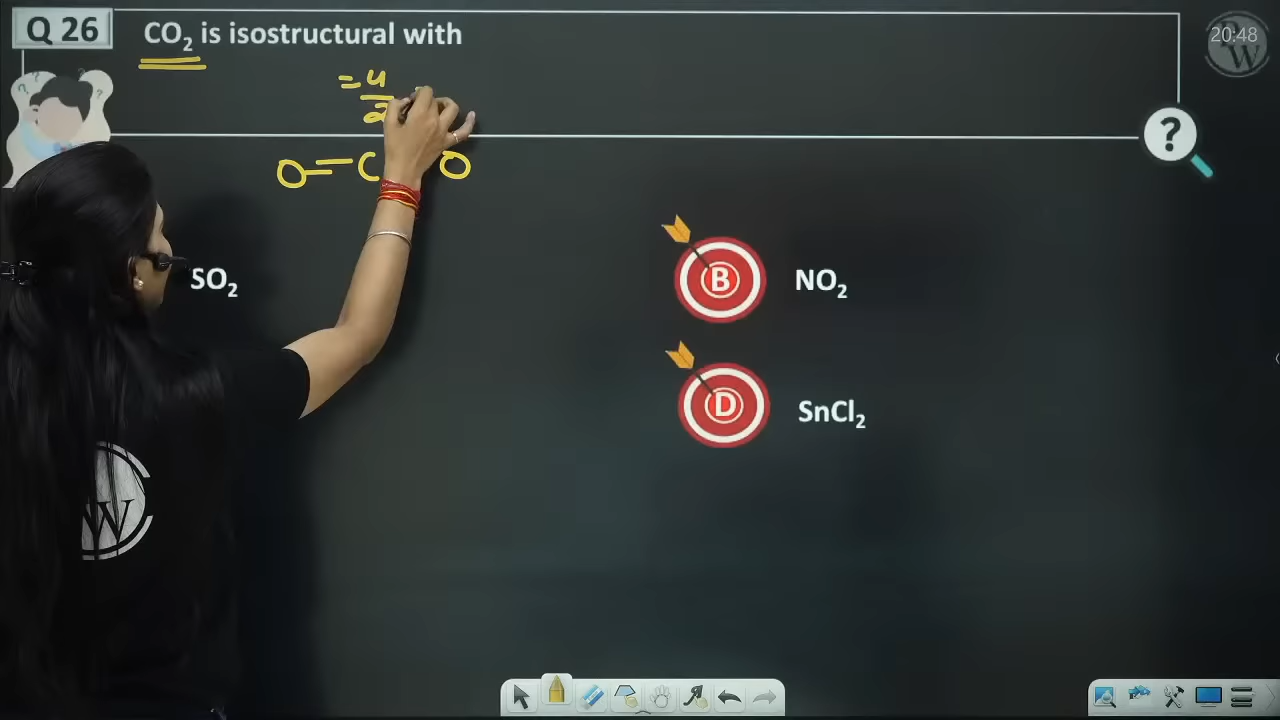 Q 26
CO₂ is isostructural with
20:48
= 4
2
O=C O
SO₂
B NO₂
D SnCl₂
W
?